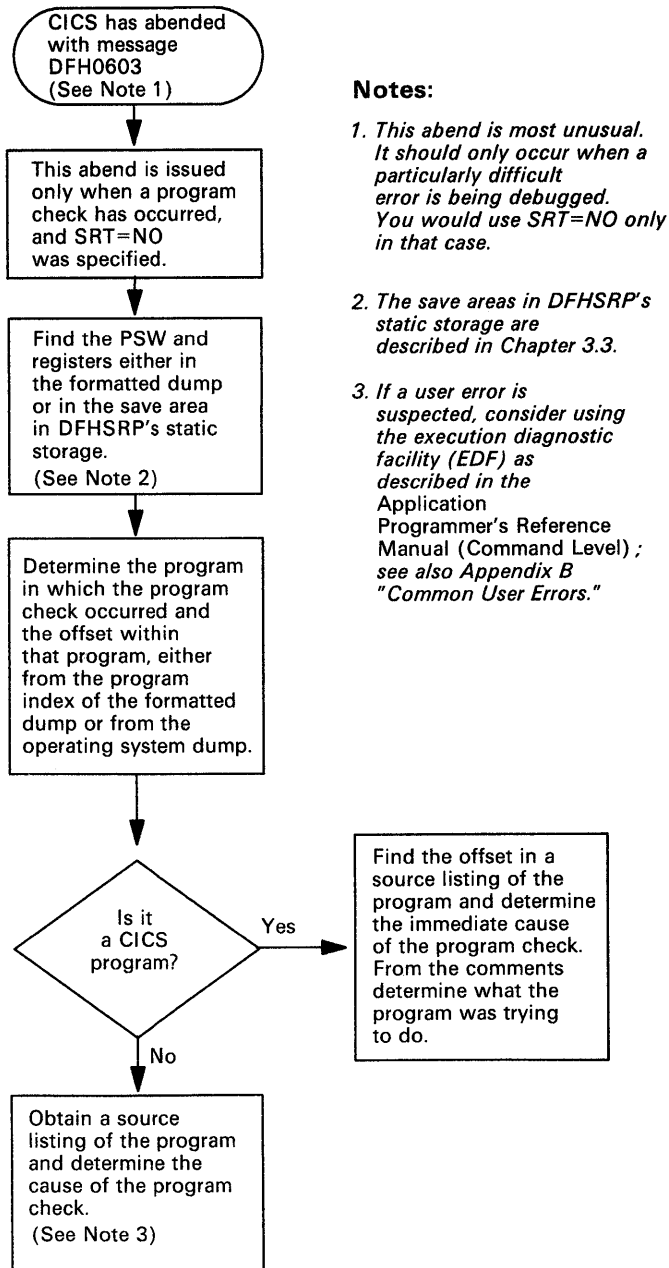 CICS has abended
with message
DFH0603
(See Note 1)
This abend is issued
only when a program
check has occurred,
and SRT=NO
was specified.
Find the PSW and
registers either in
the formatted dump
or in the save area
in DFHSRP's static
storage.
(See Note 2)
Determine the program
in which the program
check occurred and
the offset within
that program, either
from the program
index of the formatted
dump or from the
operating system dump.
Is it
a CICS
program?
Yes
Find the offset in a
source listing of the
program and determine
the immediate cause
of the program check.
From the comments
determine what the
program was trying
to do.
No
Obtain a source
listing of the program
and determine the
cause of the program
check.
(See Note 3)
Notes:
1. This abend is most unusual.
It should only occur when a
particularly difficult
error is being debugged.
You would use SRT=NO only
in that case.
2. The save areas in DFHSRP's
static storage are
described in Chapter 3.3.
3. If a user error is
suspected, consider using
the execution diagnostic
facility (EDF) as
described in the
Application
Programmer's Reference
Manual (Command Level) ;
see also Appendix B
"Common User Errors."